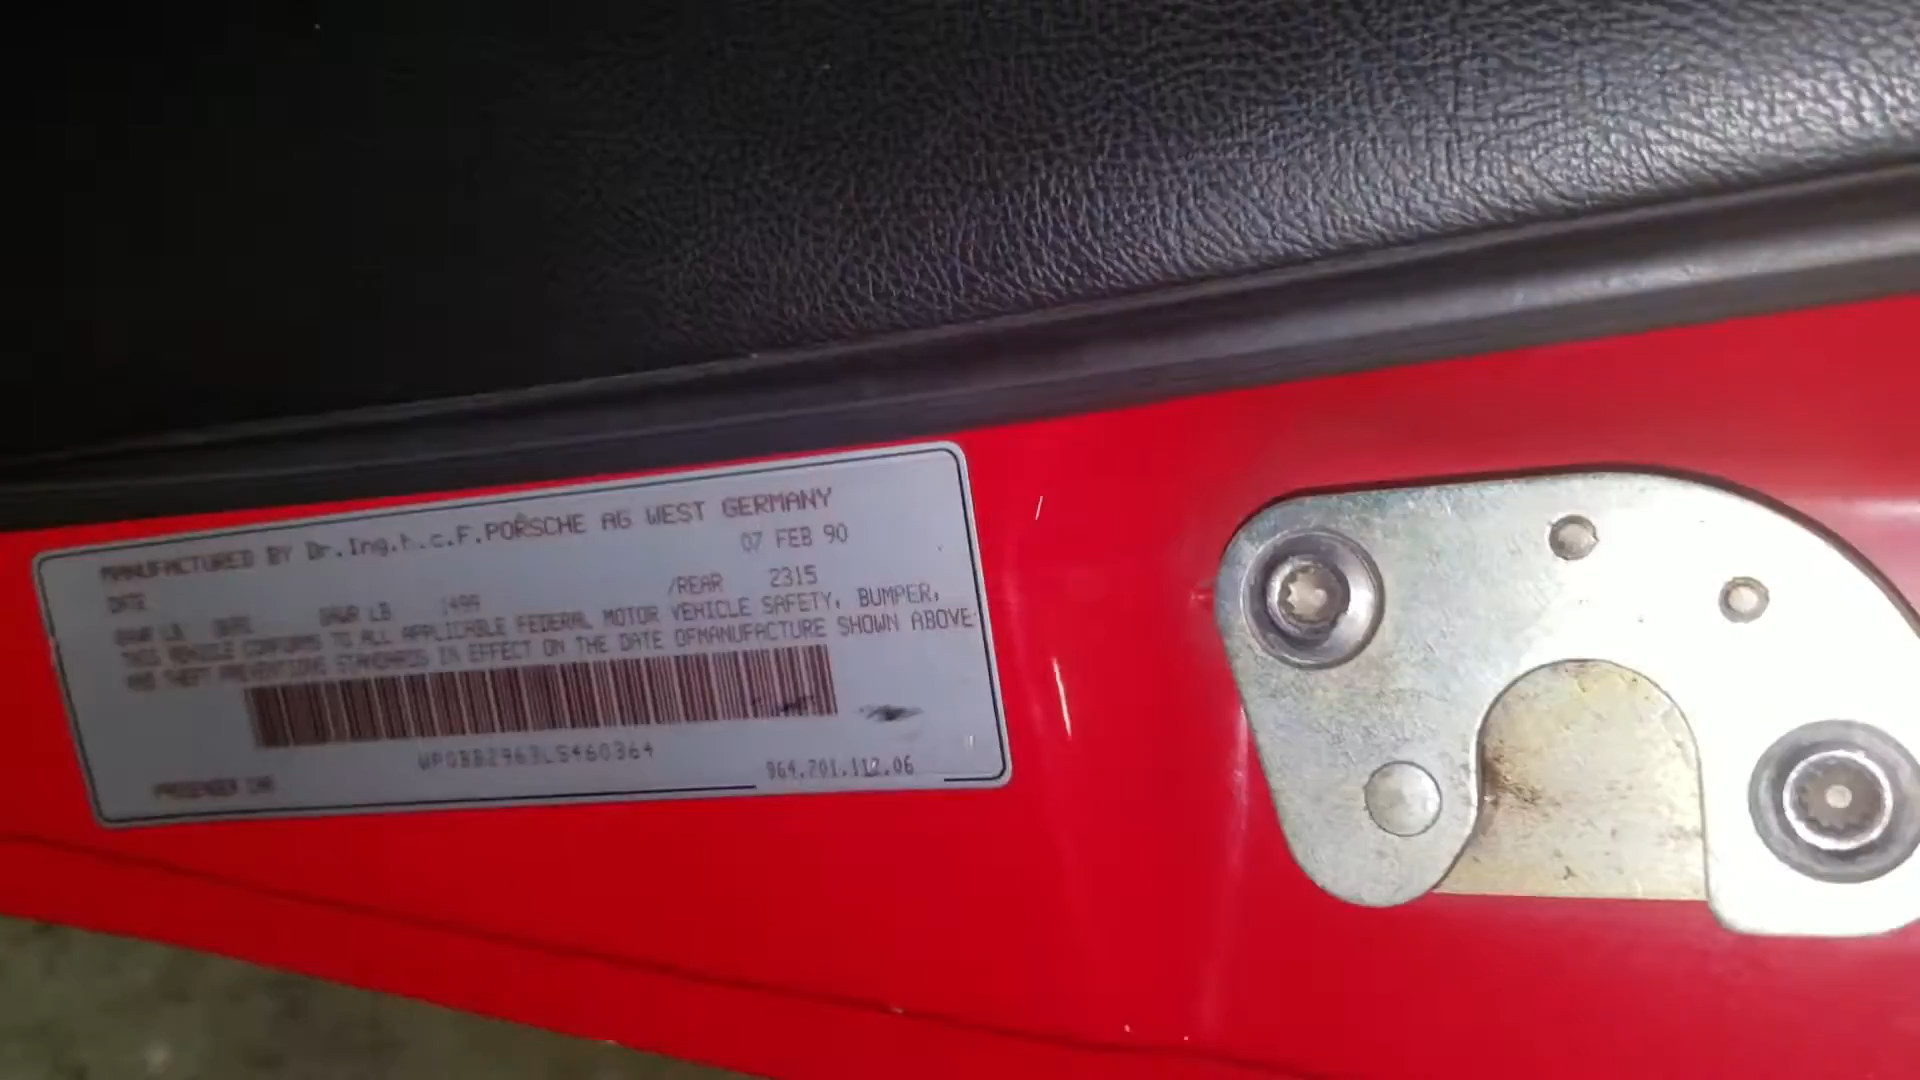 MANUFACTURED BY Dr.Ing.h.c.F.PORSCHE AG WEST GERMANY
DATE 07 FEB 90
GAWR LB 1499 /REAR 2315
THIS VEHICLE CONFORMS TO ALL APPLICABLE FEDERAL MOTOR VEHICLE SAFETY, BUMPER,
AND THEFT PREVENTIONS STANDARDS IN EFFECT ON THE DATE OFMANUFACTURE SHOWN ABOVE
WP0BB2963LS460364
PASSENGER CAR 964.701.112.06